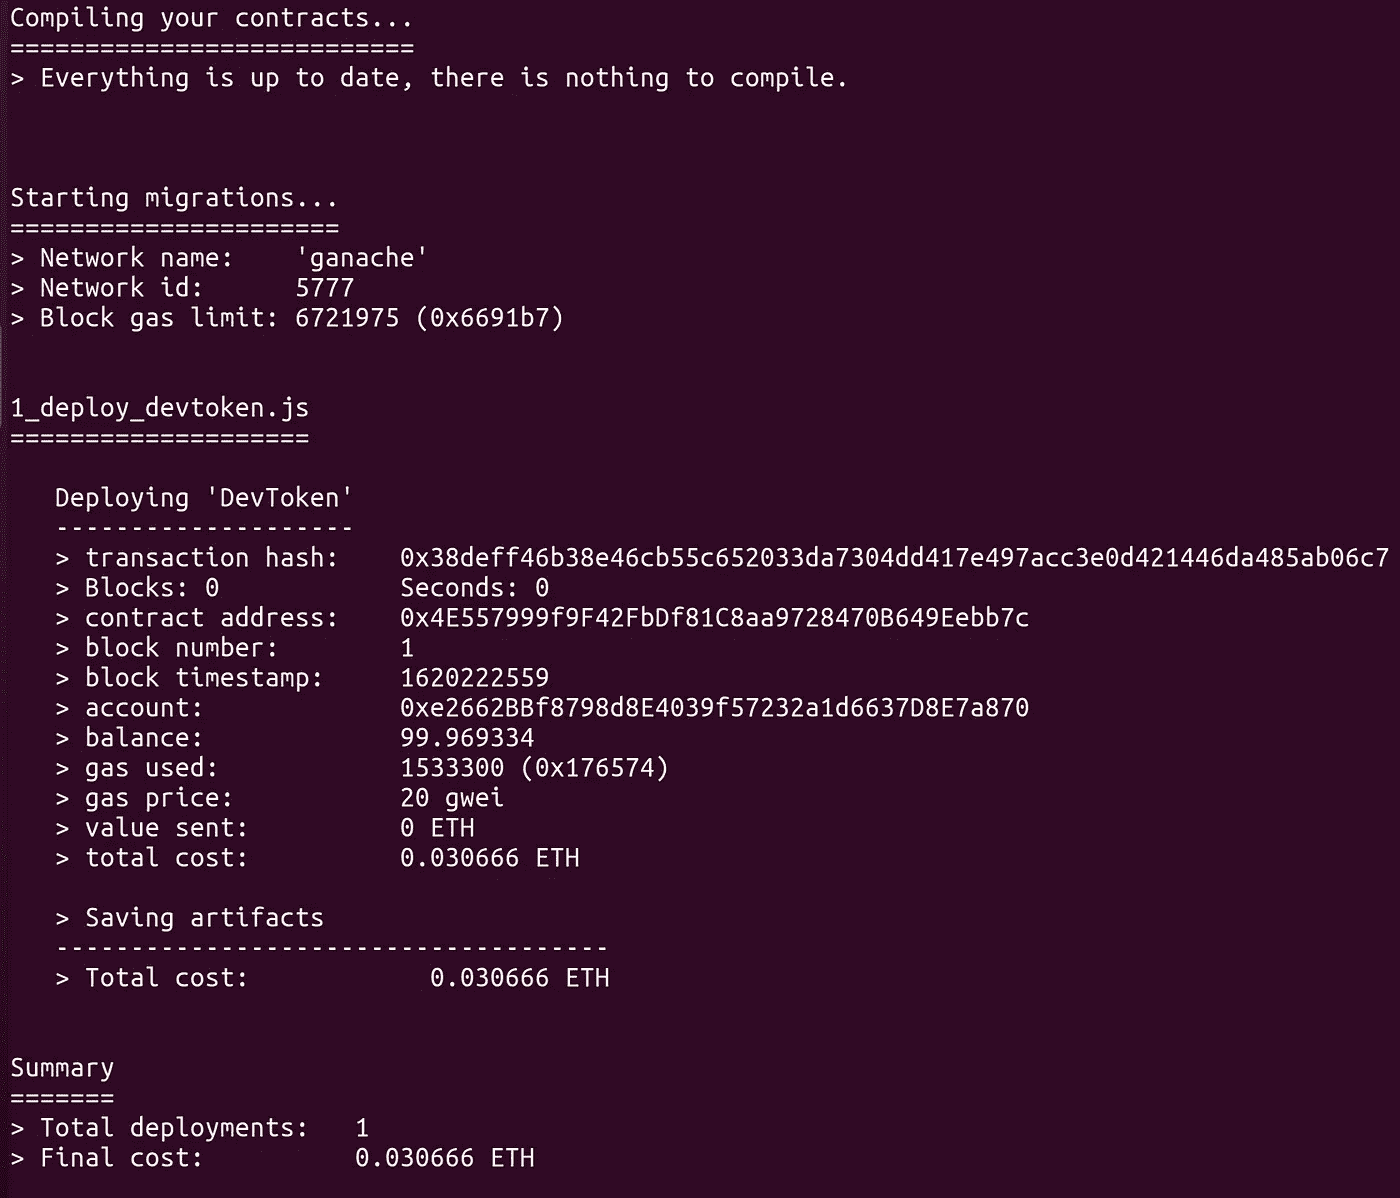 Compiling your contracts...
===========================
> Everything is up to date, there is nothing to compile.
Starting migrations...
======================
> Network name:    'ganache'
> Network id:      5777
> Block gas limit: 6721975 (0x6691b7)
1_deploy_devtoken.js
====================
   Deploying 'DevToken'
   --------------------
   > transaction hash:    0x38deff46b38e46cb55c652033da7304dd417e497acc3e0d421446da485ab06c7
   > Blocks: 0            Seconds: 0
   > contract address:    0x4E557999f9F42FbDf81C8aa9728470B649Eebb7c
   > block number:        1
   > block timestamp:     1620222559
   > account:             0xe2662BBf8798d8E4039f57232a1d6637D8E7a870
   > balance:             99.969334
   > gas used:            1533300 (0x176574)
   > gas price:           20 gwei
   > value sent:          0 ETH
   > total cost:          0.030666 ETH
   > Saving artifacts
   -------------------------------------
   > Total cost:            0.030666 ETH
Summary
=======
> Total deployments:   1
> Final cost:          0.030666 ETH